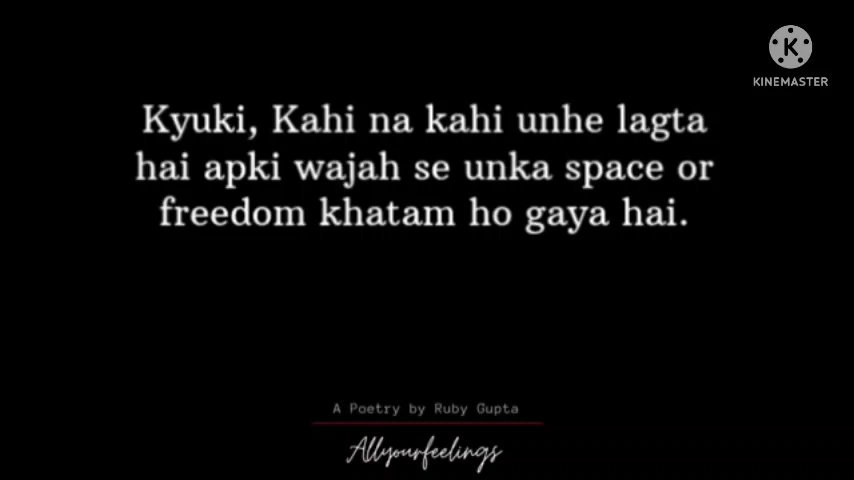 KINEMASTER
Kyuki, Kahi na kahi unhe lagta
hai apki wajah se unka space or
freedom khatam ho gaya hai.
A Poetry by Ruby Gupta
Allyourfeelings